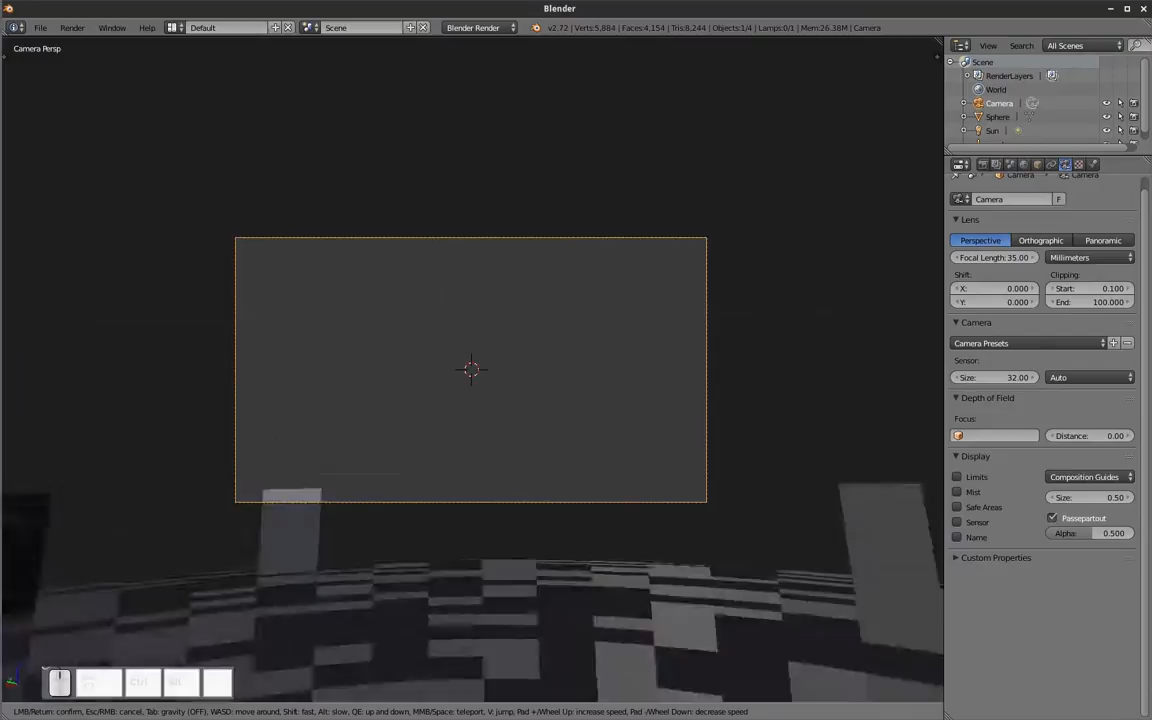 Blender
File Render Window Help Default Scene Blender Render v2.72 | Verts:5,884 | Faces:4,154 | Tris:8,244 | Objects:1/4 | Lamps:0/1 | Mem:26.38M | Camera
Camera Persp
View Search All Scenes
Scene
RenderLayers
World
Camera
Sphere
Sun
Camera Camera
Camera F
Lens
Perspective Orthographic Panoramic
Focal Length: 35.00 Millimeters
Shift: Clipping:
X: 0.000 Start: 0.100
Y: 0.000 End: 100.000
Camera
Camera Presets
Sensor:
Size: 32.00 Auto
Depth of Field
Focus:
Distance: 0.00
Display
Limits Composition Guides
Mist Size: 0.50
Safe Areas
Sensor Passepartout
Name Alpha: 0.500
Custom Properties
Ctrl Alt
LMB/Return: confirm, Esc/RMB: cancel, Tab: gravity (OFF), WASD: move around, Shift: fast, Alt: slow, QE: up and down, MMB/Space: teleport, V: jump, Pad +/Wheel Up: increase speed, Pad -/Wheel Down: decrease speed